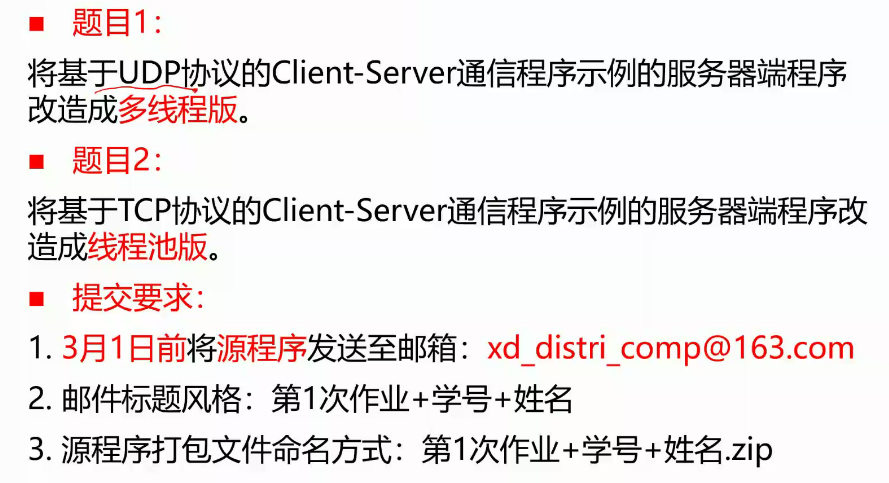 ■ 题目1：
将基于UDP协议的Client-Server通信程序示例的服务器端程序
改造成多线程版。
■ 题目2：
将基于TCP协议的Client-Server通信程序示例的服务器端程序改
造成线程池版。
■ 提交要求：
1. 3月1日前将源程序发送至邮箱：xd_distri_comp@163.com
2. 邮件标题风格：第1次作业+学号+姓名
3. 源程序打包文件命名方式：第1次作业+学号+姓名.zip